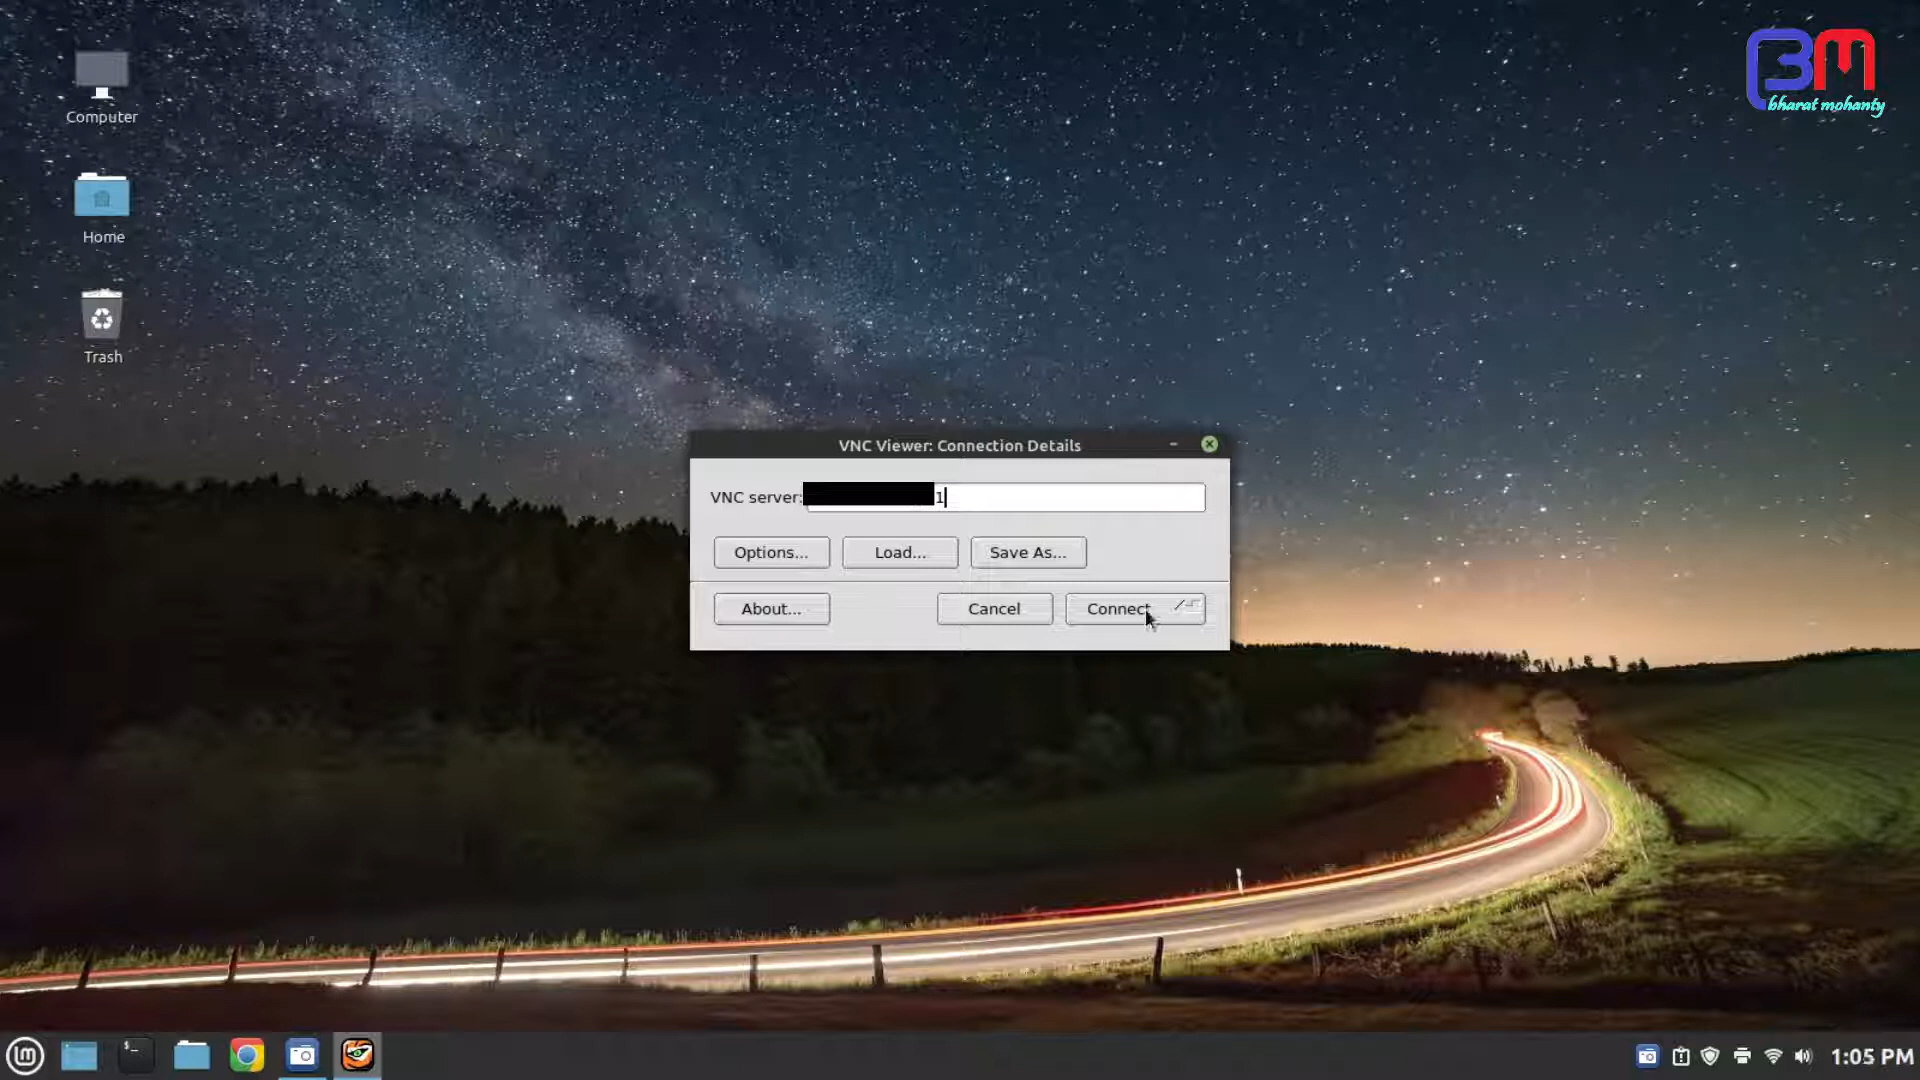 Computer
Home
Trash
BM
bharat mohanty
VNC Viewer: Connection Details
VNC server:
1
Options...
Load...
Save As...
About...
Cancel
Connect
1:05 PM